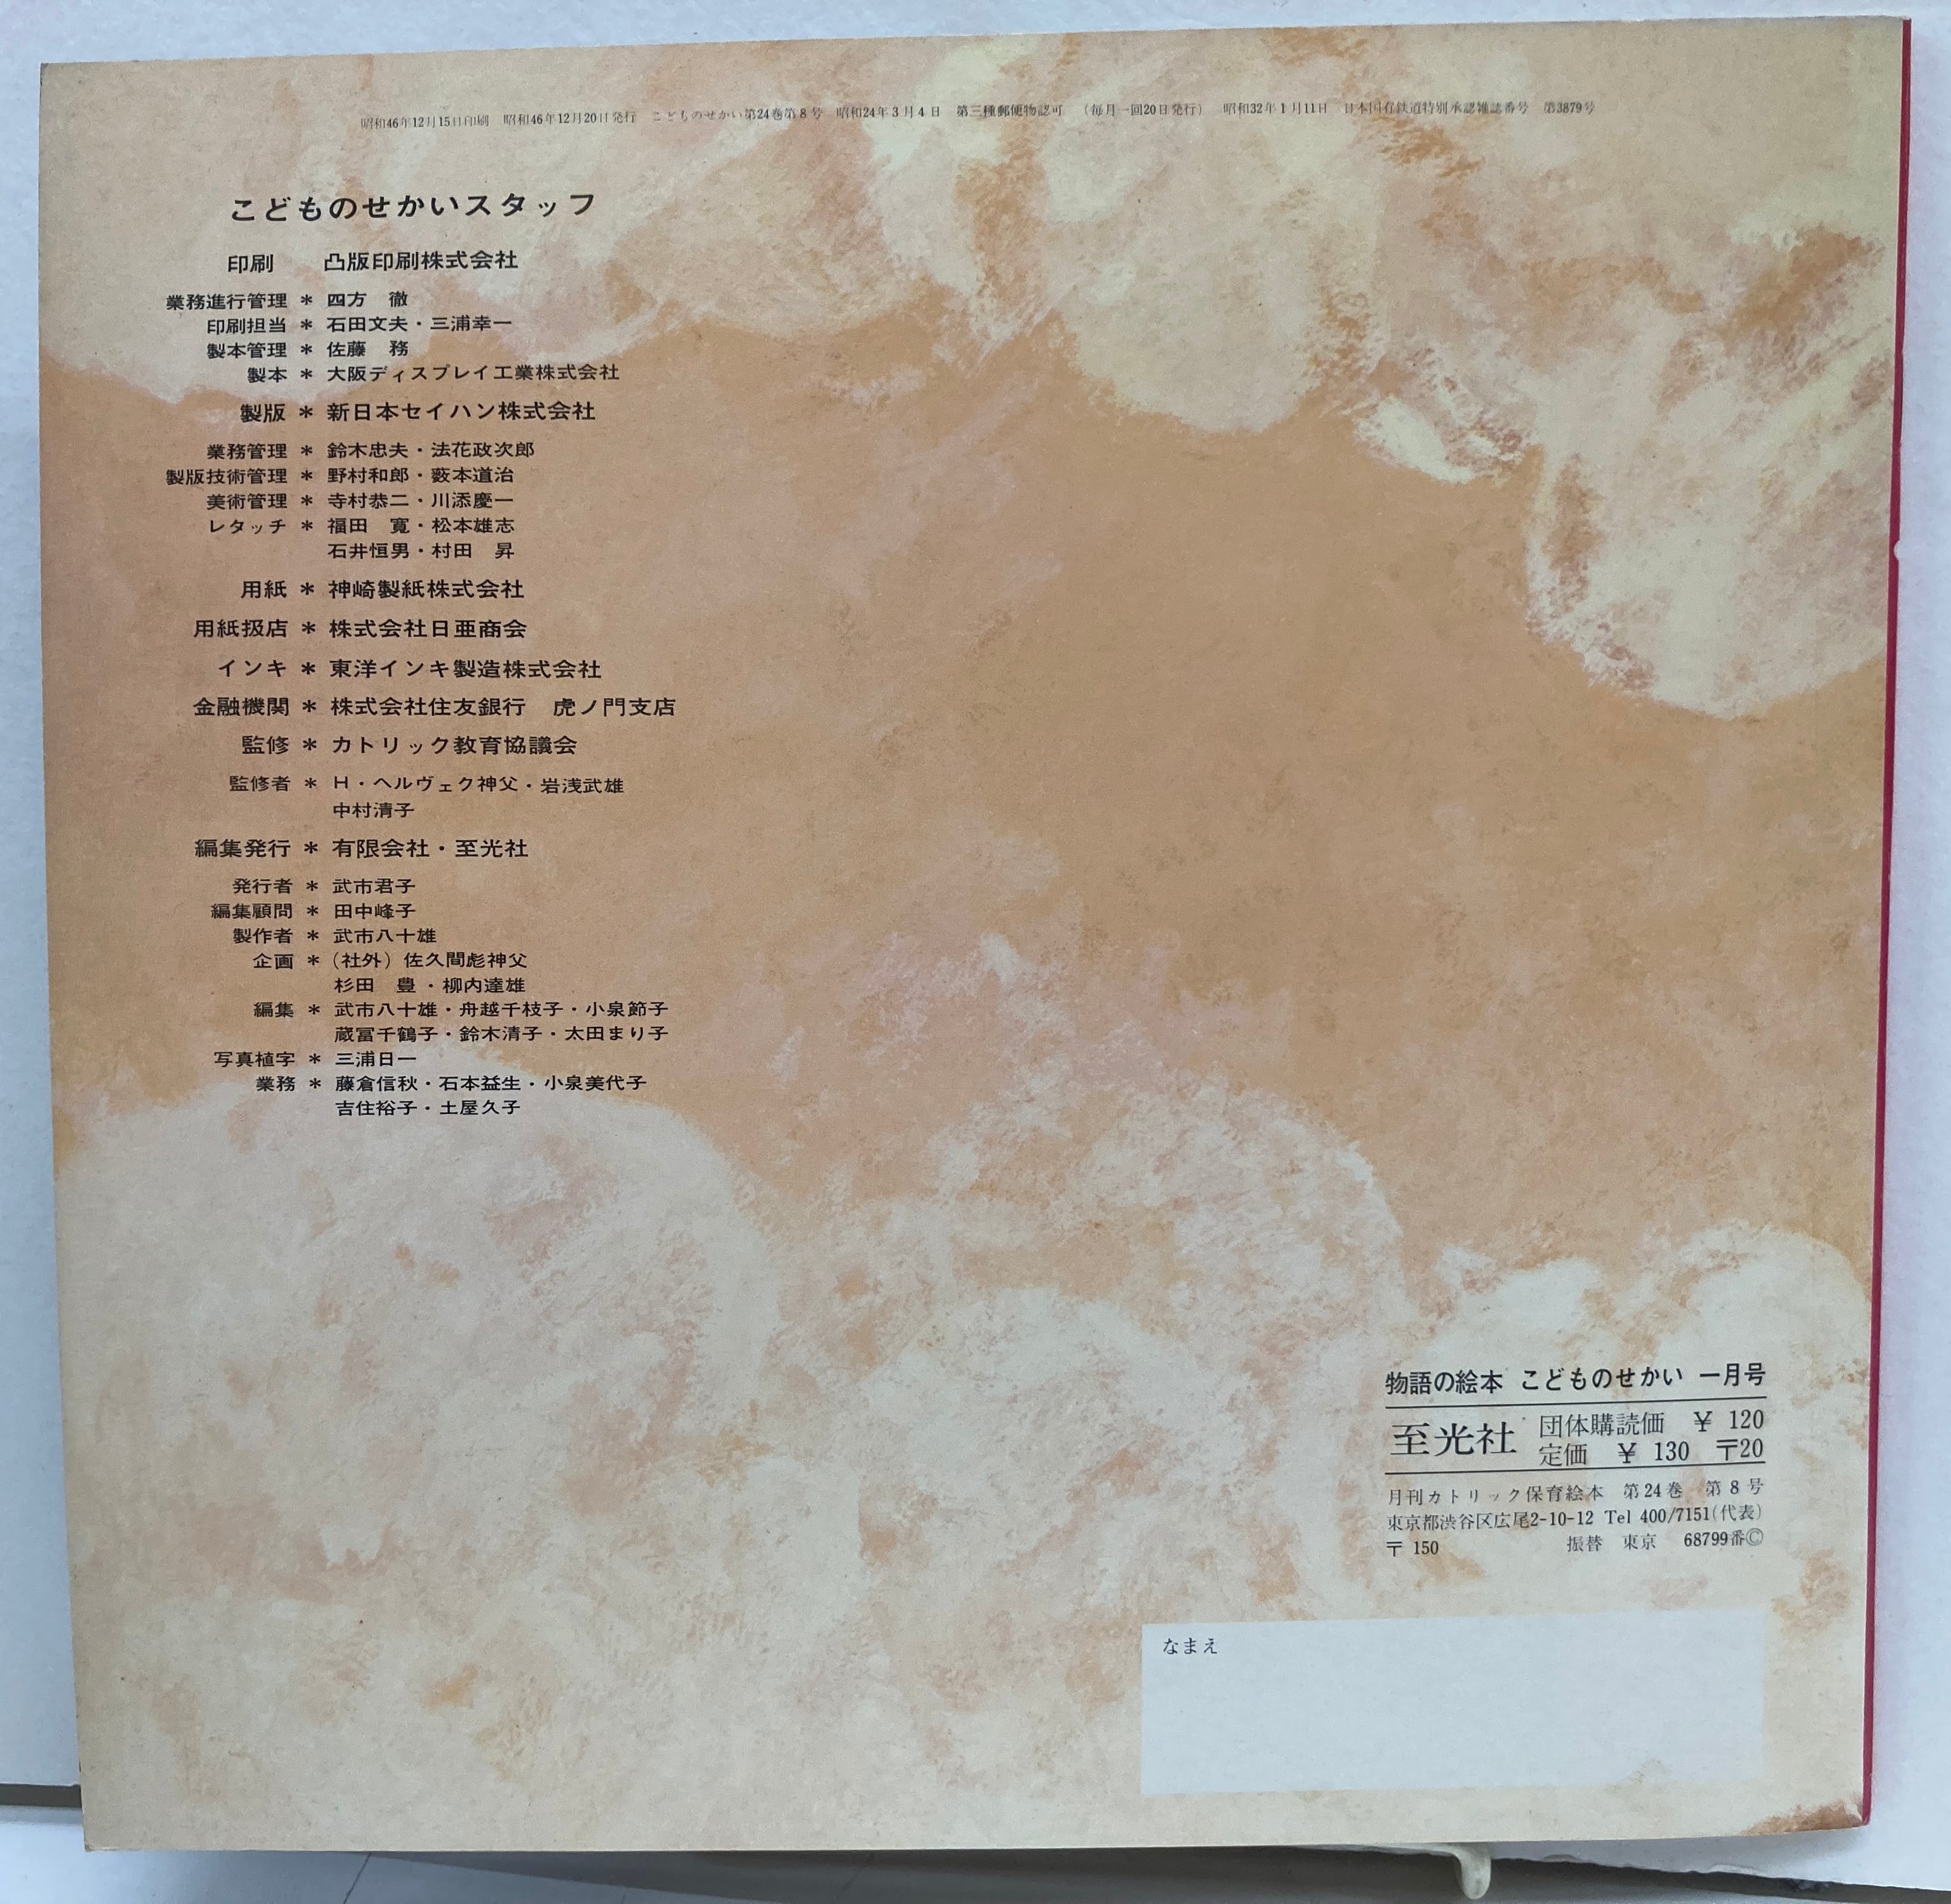 昭和46年12月15日印刷　昭和46年12月20日発行　こどものせかい第24巻第8号　昭和24年3月4日　第三種郵便物認可　（毎月一回20日発行）　昭和32年1月11日　日本国有鉄道特別承認雑誌番号　第3879号
こどものせかいスタッフ
印刷　凸版印刷株式会社
業務進行管理＊四方　徹
印刷担当＊石田文夫・三浦幸一
製本管理＊佐藤　務
製本＊大阪ディスプレイ工業株式会社
製版＊新日本セイハン株式会社
業務管理＊鈴木忠夫・法花政次郎
製版技術管理＊野村和郎・藪本道治
美術管理＊寺村恭二・川添慶一
レタッチ＊福田　寛・松本雄志
石井恒男・村田　昇
用紙＊神崎製紙株式会社
用紙扱店＊株式会社日亜商会
インキ＊東洋インキ製造株式会社
金融機関＊株式会社住友銀行　虎ノ門支店
監修＊カトリック教育協議会
監修者＊H・ヘルヴェク神父・岩浅武雄
中村清子
編集発行＊有限会社・至光社
発行者＊武市君子
編集顧問＊田中峰子
製作者＊武市八十雄
企画＊（社外）佐久間彪神父
杉田　豊・柳内達雄
編集＊武市八十雄・舟越千枝子・小泉節子
蔵冨千鶴子・鈴木清子・太田まり子
写真植字＊三浦日一
業務＊藤倉信秋・石本益生・小泉美代子
吉住裕子・土屋久子
物語の絵本　こどものせかい　一月号
至光社　団体購読価　¥ 120
定価　¥ 130　〒20
月刊カトリック保育絵本　第24巻　第8号
東京都渋谷区広尾2-10-12 Tel 400/7151(代表)
〒150　振替　東京　68799番©
なまえ